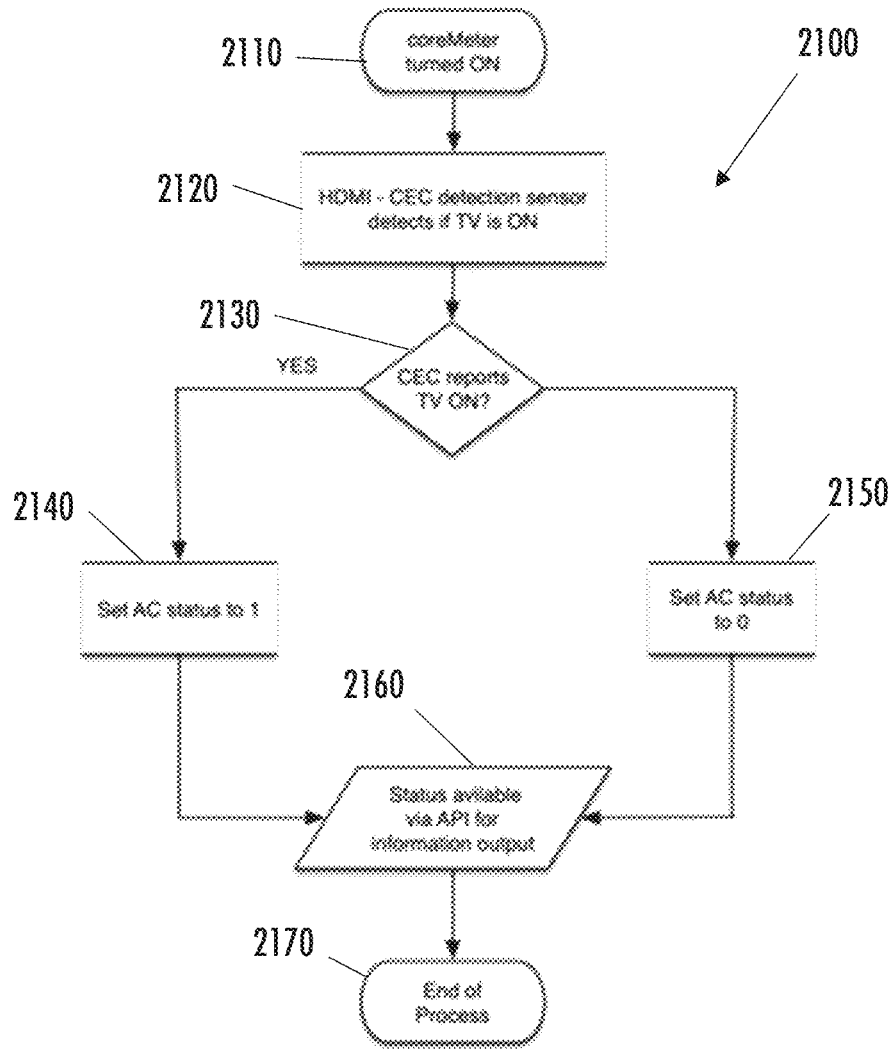 2110
coreMeter
turned ON
2100
2120
HDMI - CEC detection sensor
detects if TV is ON
2130
YES
CEC reports
TV ON?
2140
2150
Set AC status to 1
Set AC status
to 0
2160
Status avilable
via API for
information output
2170
End of
Process